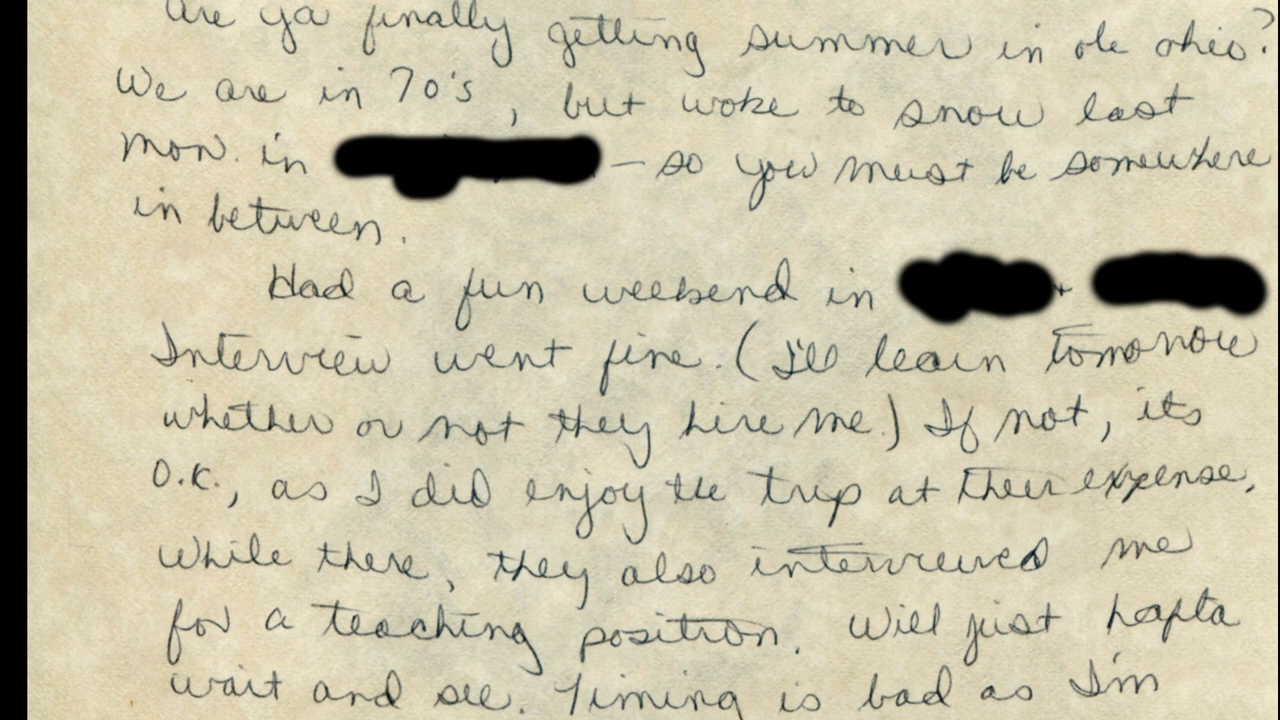 are ya finally getting summer in ole ohio?
We are in 70's, but woke to snow last
mon. in — so you must be somewhere
in between.
Had a fun weekend in +
Interview went fine. (I'll learn tomorrow
whether or not they hire me.) If not, its
O.K., as I did enjoy the trip at their expense.
While there, they also interviewed me
for a teaching position. Will just hafta
wait and see. Timing is bad as I'm